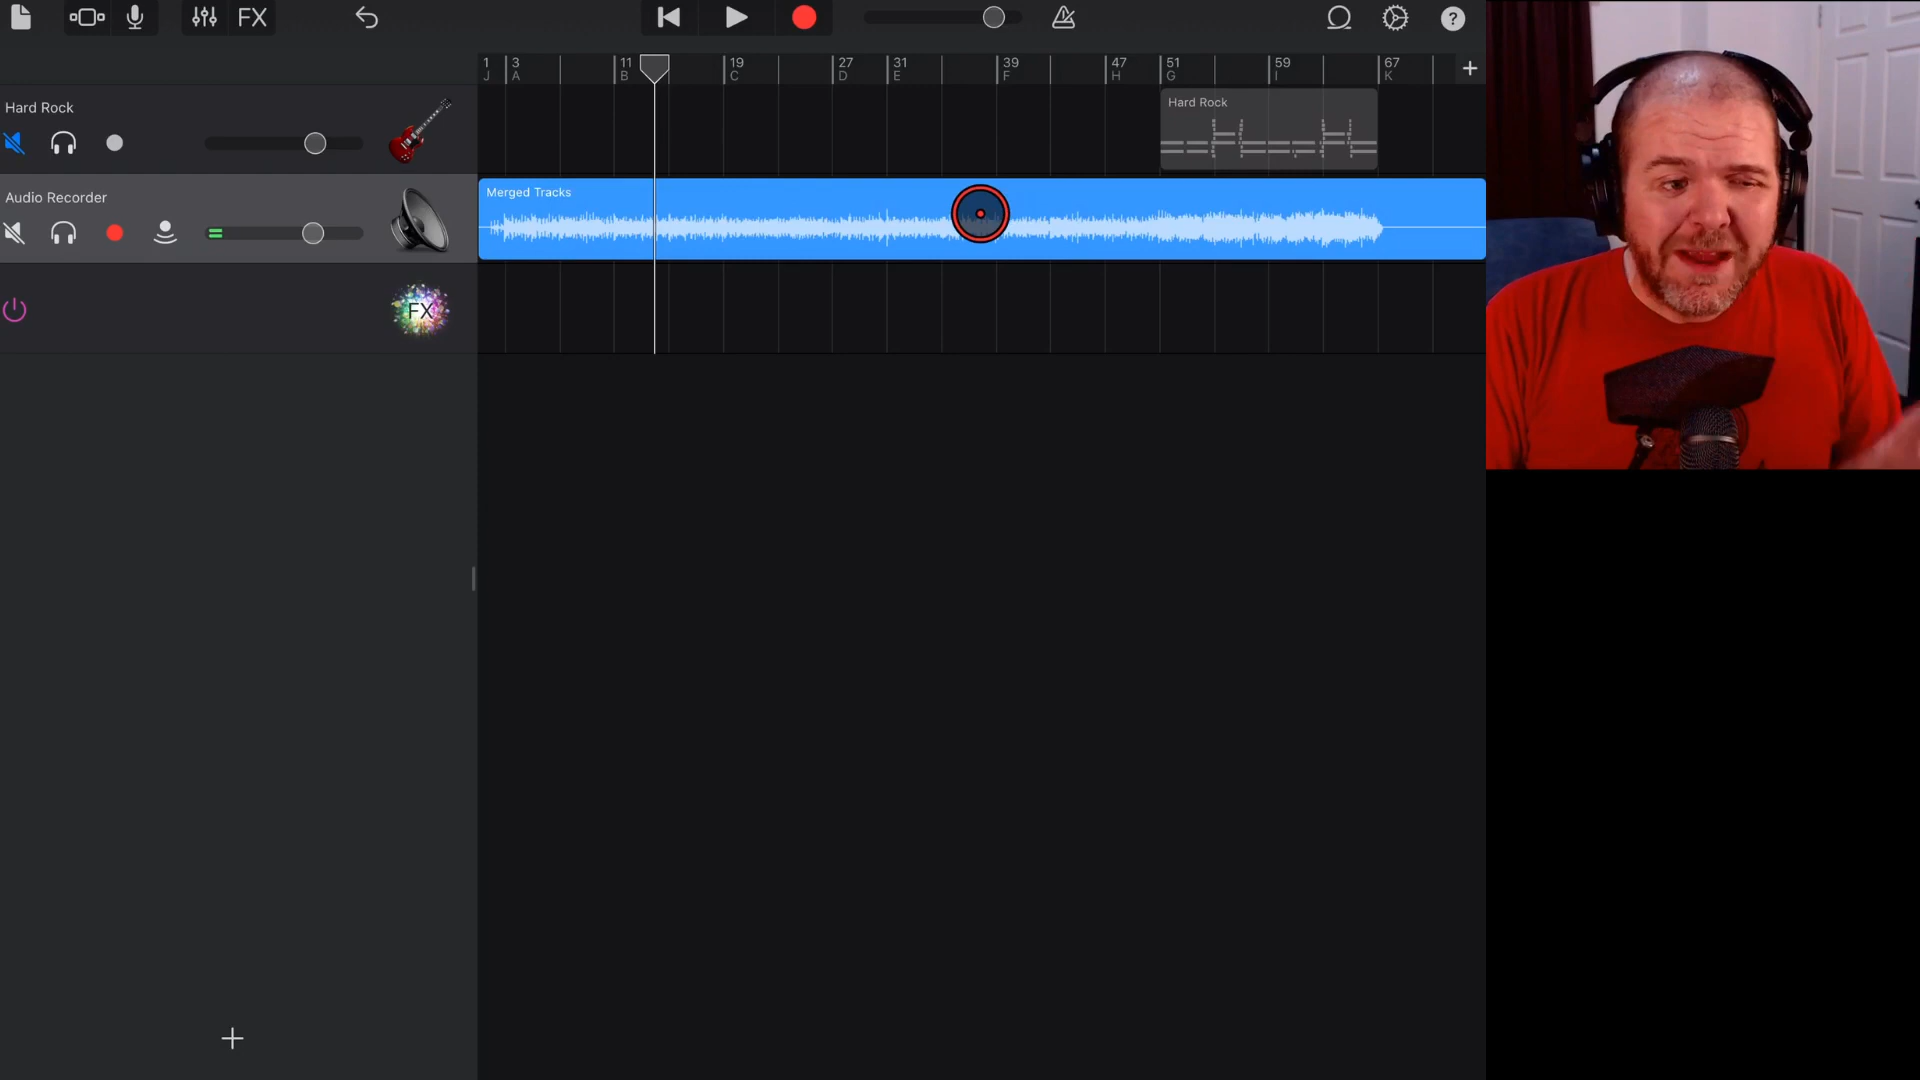 FX
?
1 3 11 19 27 31 39 47 51 59 67
J A B C D E F H G I K
Hard Rock
Hard Rock
Audio Recorder
Merged Tracks
FX